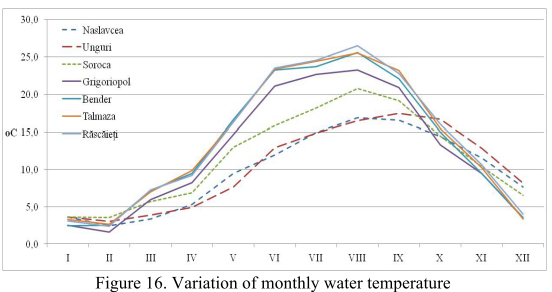 30,0
25,0
20,0
oC 15,0
10,0
5,0
0,0
Naslavcea
Unguri
Soroca
Grigoriopol
Bender
Talmaza
Răscăieți
I II III IV V VI VII VIII IX X XI XII
Figure 16. Variation of monthly water temperature